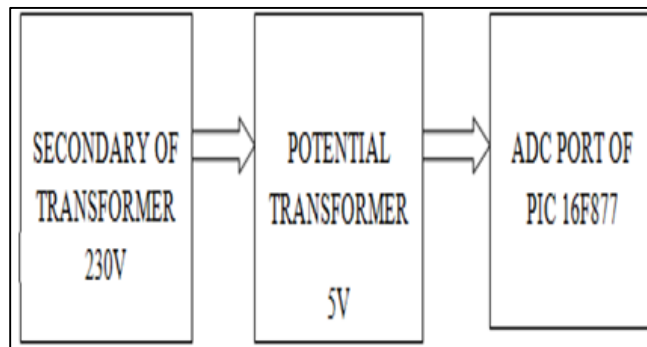 SECONDARY OF
TRANSFORMER
230V
POTENTIAL
TRANSFORMER
5V
ADC PORT OF
PIC 16F877